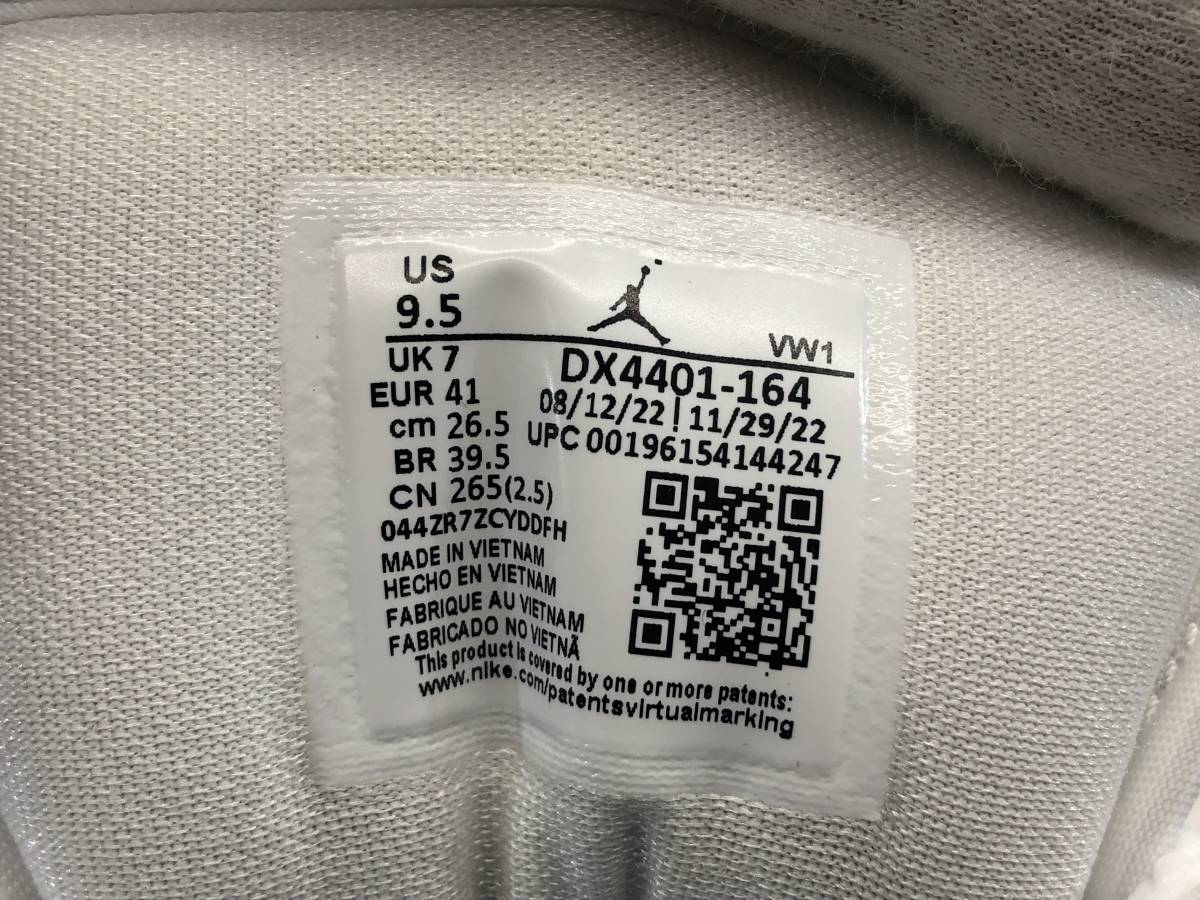 US
9.5
VW1
UK 7
EUR 41
cm 26.5
BR 39.5
CN 265(2.5)
DX4401-164
08/12/22 | 11/29/22
UPC 00196154144247
044ZR7ZCYDDFH
MADE IN VIETNAM
HECHO EN VIETNAM
FABRIQUE AU VIETNAM
FABRICADO NO VIETNÃ
This product is covered by one or more patents:
www.nike.com/patentsvirtualmarking